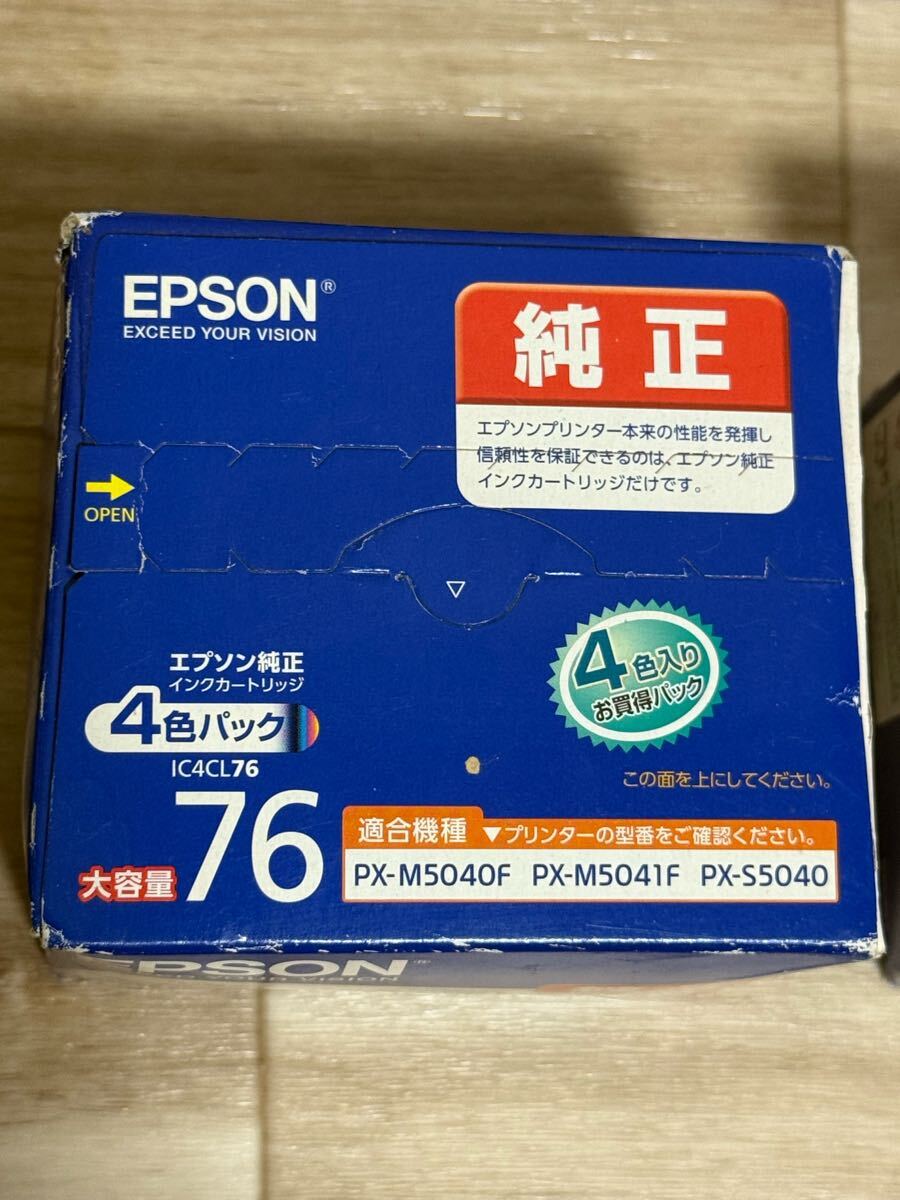 EPSON®
EXCEED YOUR VISION
純正
エプソンプリンター本来の性能を発揮し
信頼性を保証できるのは、エプソン純正
インクカートリッジだけです。
OPEN
エプソン純正
インクカートリッジ
4色パック
IC4CL76
大容量 76
4色入り
お買得パック
この面を上にしてください。
適合機種 ▼プリンターの型番をご確認ください。
PX-M5040F PX-M5041F PX-S5040
EPSON®